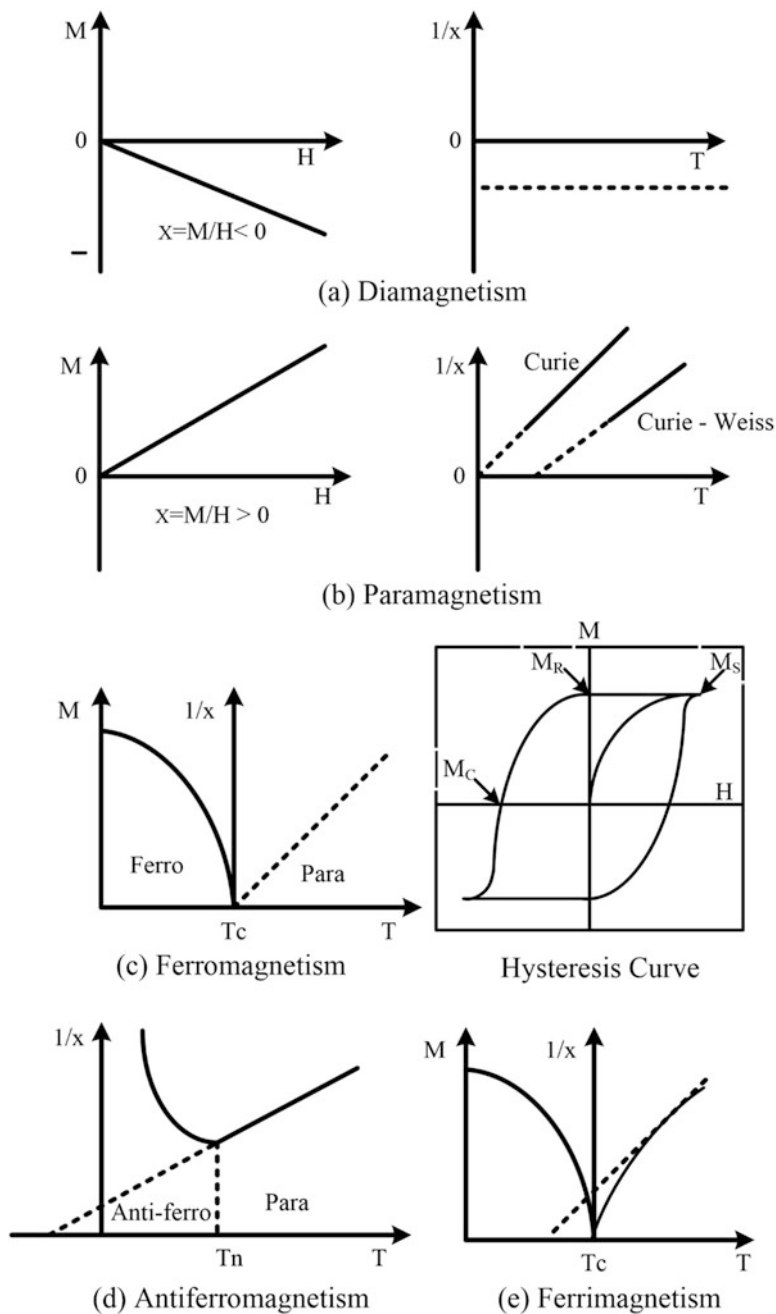 M
0
H
x=M/H< 0
–
1/x
0
T
(a) Diamagnetism
M
0
H
x=M/H > 0
1/x
Curie
Curie - Weiss
0
T
(b) Paramagnetism
M
1/x
Ferro
Para
Tc
T
(c) Ferromagnetism
M
M_R
M_S
M_C
H
Hysteresis Curve
1/x
Anti-ferro
Para
Tn
T
(d) Antiferromagnetism
M
1/x
Tc
T
(e) Ferrimagnetism